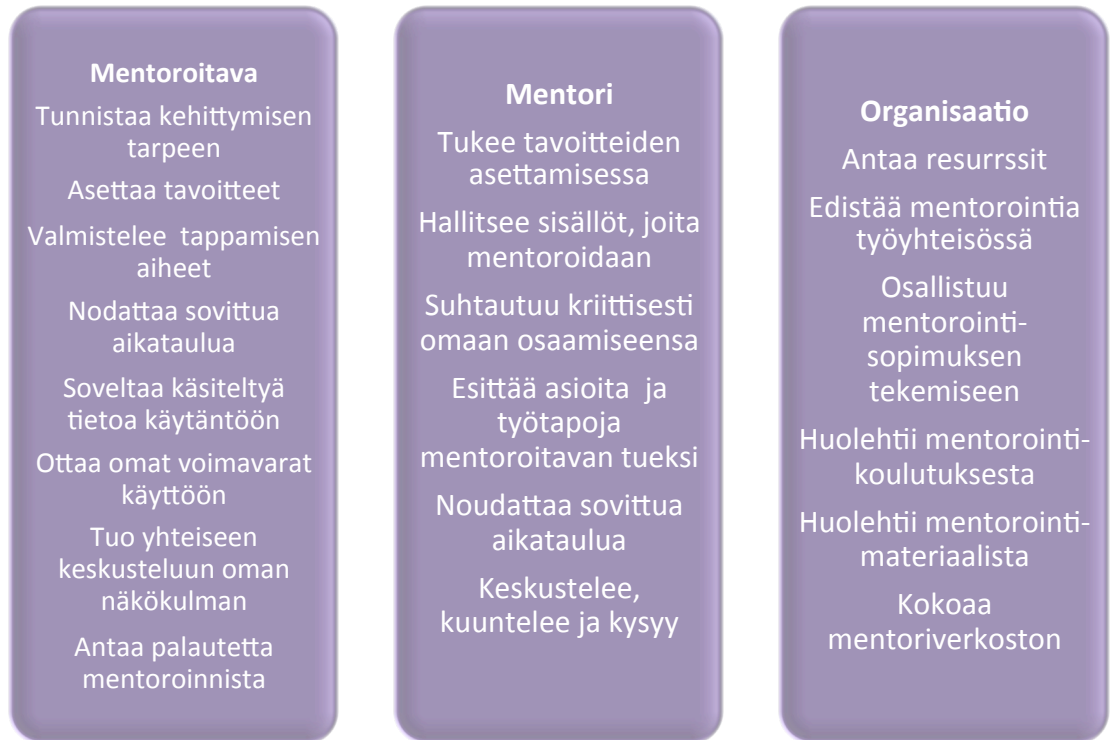 Mentoroitava
Tunnistaa kehittymisen
tarpeen
Asettaa tavoitteet
Valmistelee  tappamisen
aiheet
Nodattaa sovittua
aikataulua
Soveltaa käsiteltyä
tietoa käytäntöön
Ottaa omat voimavarat
käyttöön
Tuo yhteiseen
keskusteluun oman
näkökulman
Antaa palautetta
mentoroinnista
Mentori
Tukee tavoitteiden
asettamisessa
Hallitsee sisällöt, joita
mentoroidaan
Suhtautuu kriittisesti
omaan osaamiseensa
Esittää asioita  ja
työtapoja
mentoroitavan tueksi
Noudattaa sovittua
aikataulua
Keskustelee,
kuuntelee ja kysyy
Organisaatio
Antaa resurrssit
Edistää mentorointia
työyhteisössä
Osallistuu
mentorointi-
sopimuksen
tekemiseen
Huolehtii mentorointi-
koulutuksesta
Huolehtii mentorointi-
materiaalista
Kokoaa
mentoriverkoston